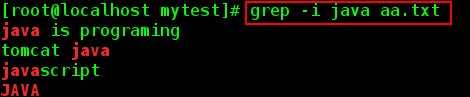 [root@localhost mytest]# grep -i java aa.txt
java is programing
tomcat java
javascript
JAVA